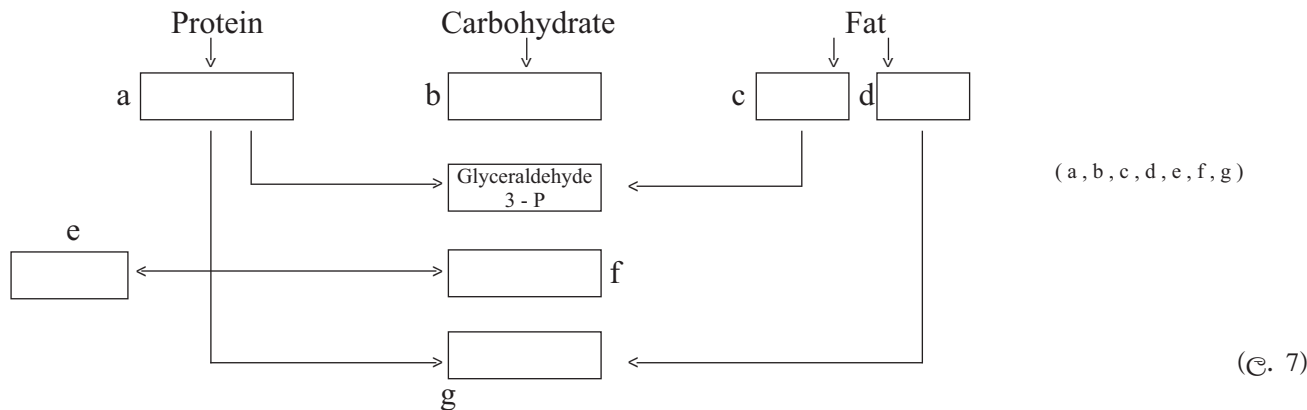 Protein Carbohydrate Fat
a b c d
Glyceraldehyde
3 - P
( a , b , c , d , e , f , g )
e
f
g
. 7)